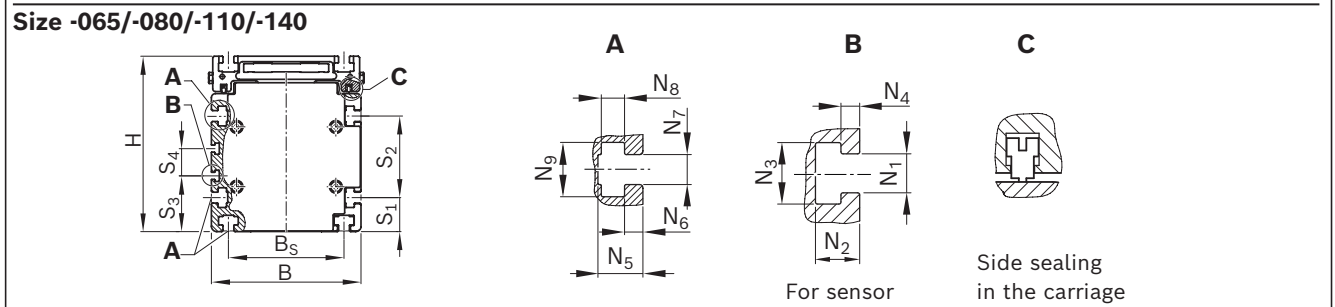 Size -065/-080/-110/-140
A
B
C
A
C
B
A
H
S4
S3
S2
S1
BS
B
N8
N7
N9
N6
N5
N4
N3
N1
N2
For sensor
Side sealing
in the carriage